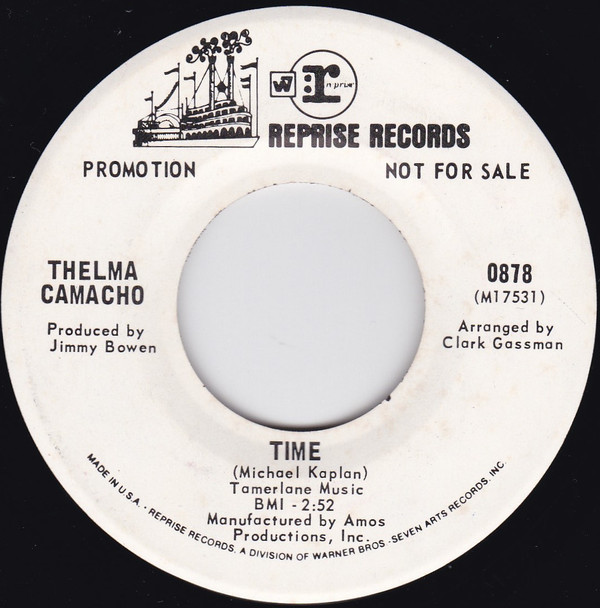 W7
r
reprise
REPRISE RECORDS
PROMOTION
NOT FOR SALE
THELMA
CAMACHO
Produced by
Jimmy Bowen
0878
(M17531)
Arranged by
Clark Gassman
TIME
(Michael Kaplan)
Tamerlane Music
BMI - 2:52
Manufactured by Amos
Productions, Inc.
MADE IN U.S.A. · REPRISE RECORDS, A DIVISION OF WARNER BROS.-SEVEN ARTS RECORDS, INC.